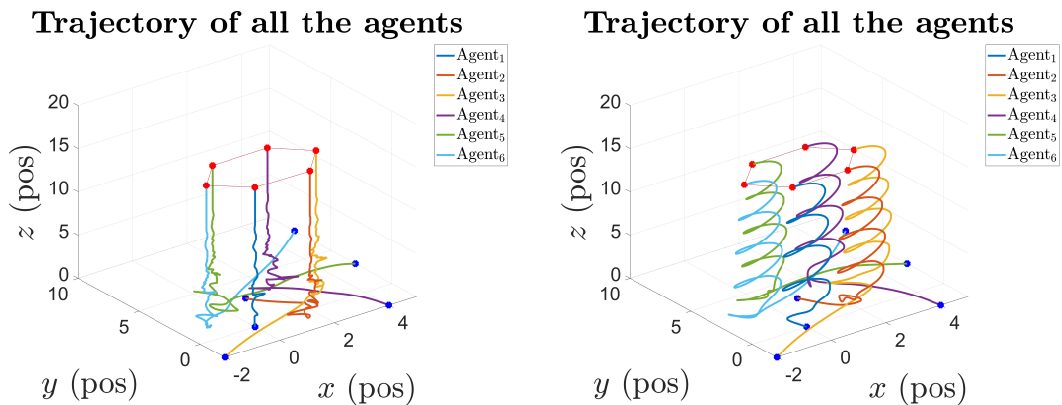 Trajectory of all the agents
Agent₁
Agent₂
Agent₃
Agent₄
Agent₅
Agent₆
20
15
10
5
0
z (pos)
10
5
0
y (pos)
-2
0
2
4
x (pos)
Trajectory of all the agents
Agent₁
Agent₂
Agent₃
Agent₄
Agent₅
Agent₆
20
15
10
5
0
z (pos)
10
5
0
y (pos)
-2
0
2
4
x (pos)